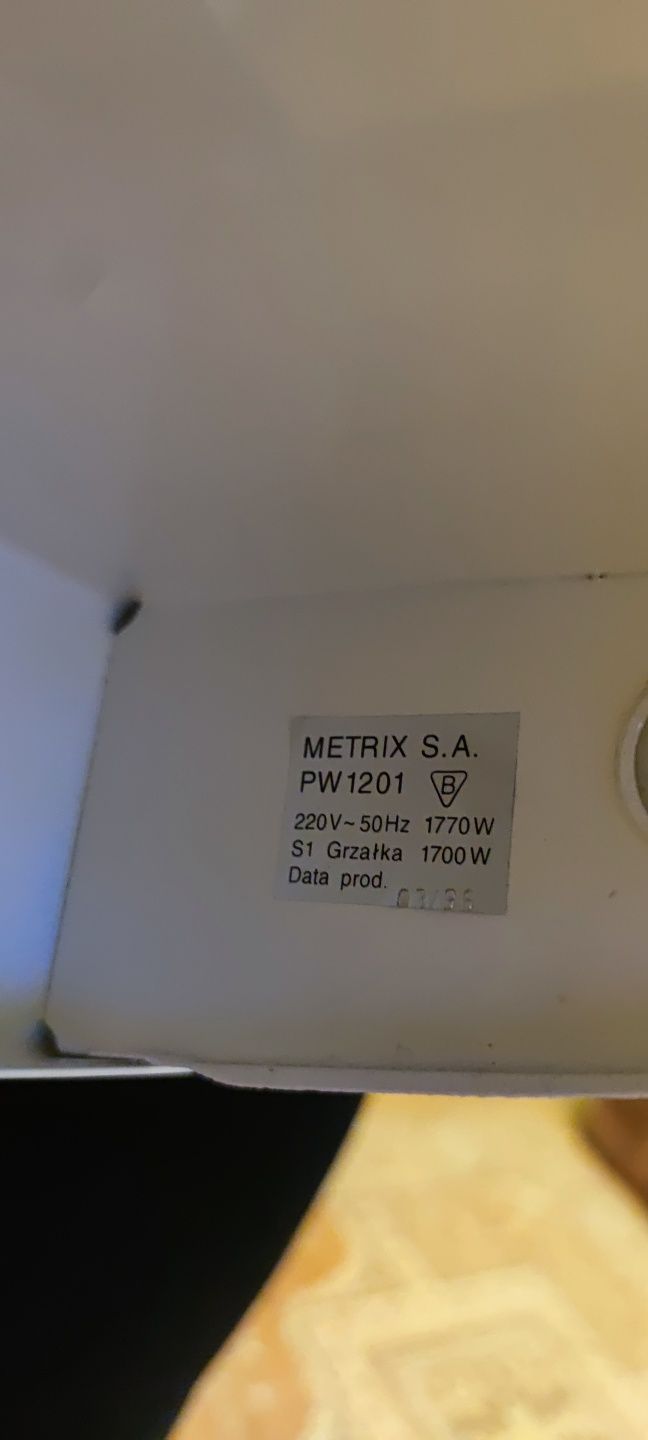 METRIX S.A.
PW1201 B
220V~50Hz 1770W
S1 Grzałka 1700W
Data prod.